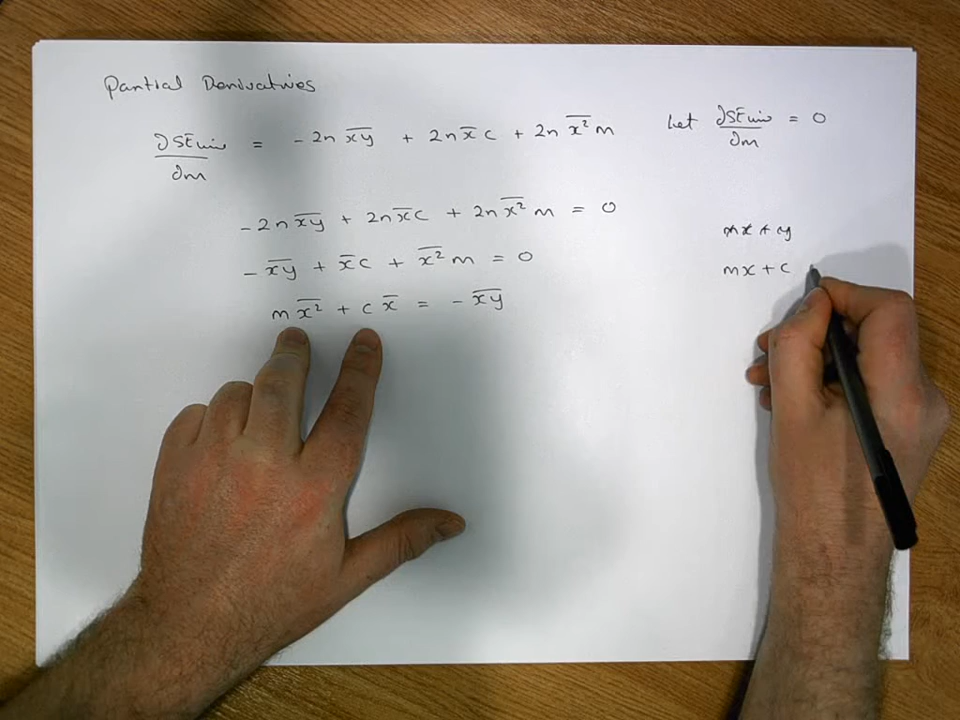 Partial Derivatives
∂SEline/∂m = -2n x̅y̅ + 2n x̅ c + 2n x̅²̅ m
Let ∂SEline/∂m = 0
-2n x̅y̅ + 2n x̅ c + 2n x̅²̅ m = 0
- x̅y̅ + x̅ c + x̅²̅ m = 0
m x̅²̅ + c x̅ = - x̅y̅
mx + c